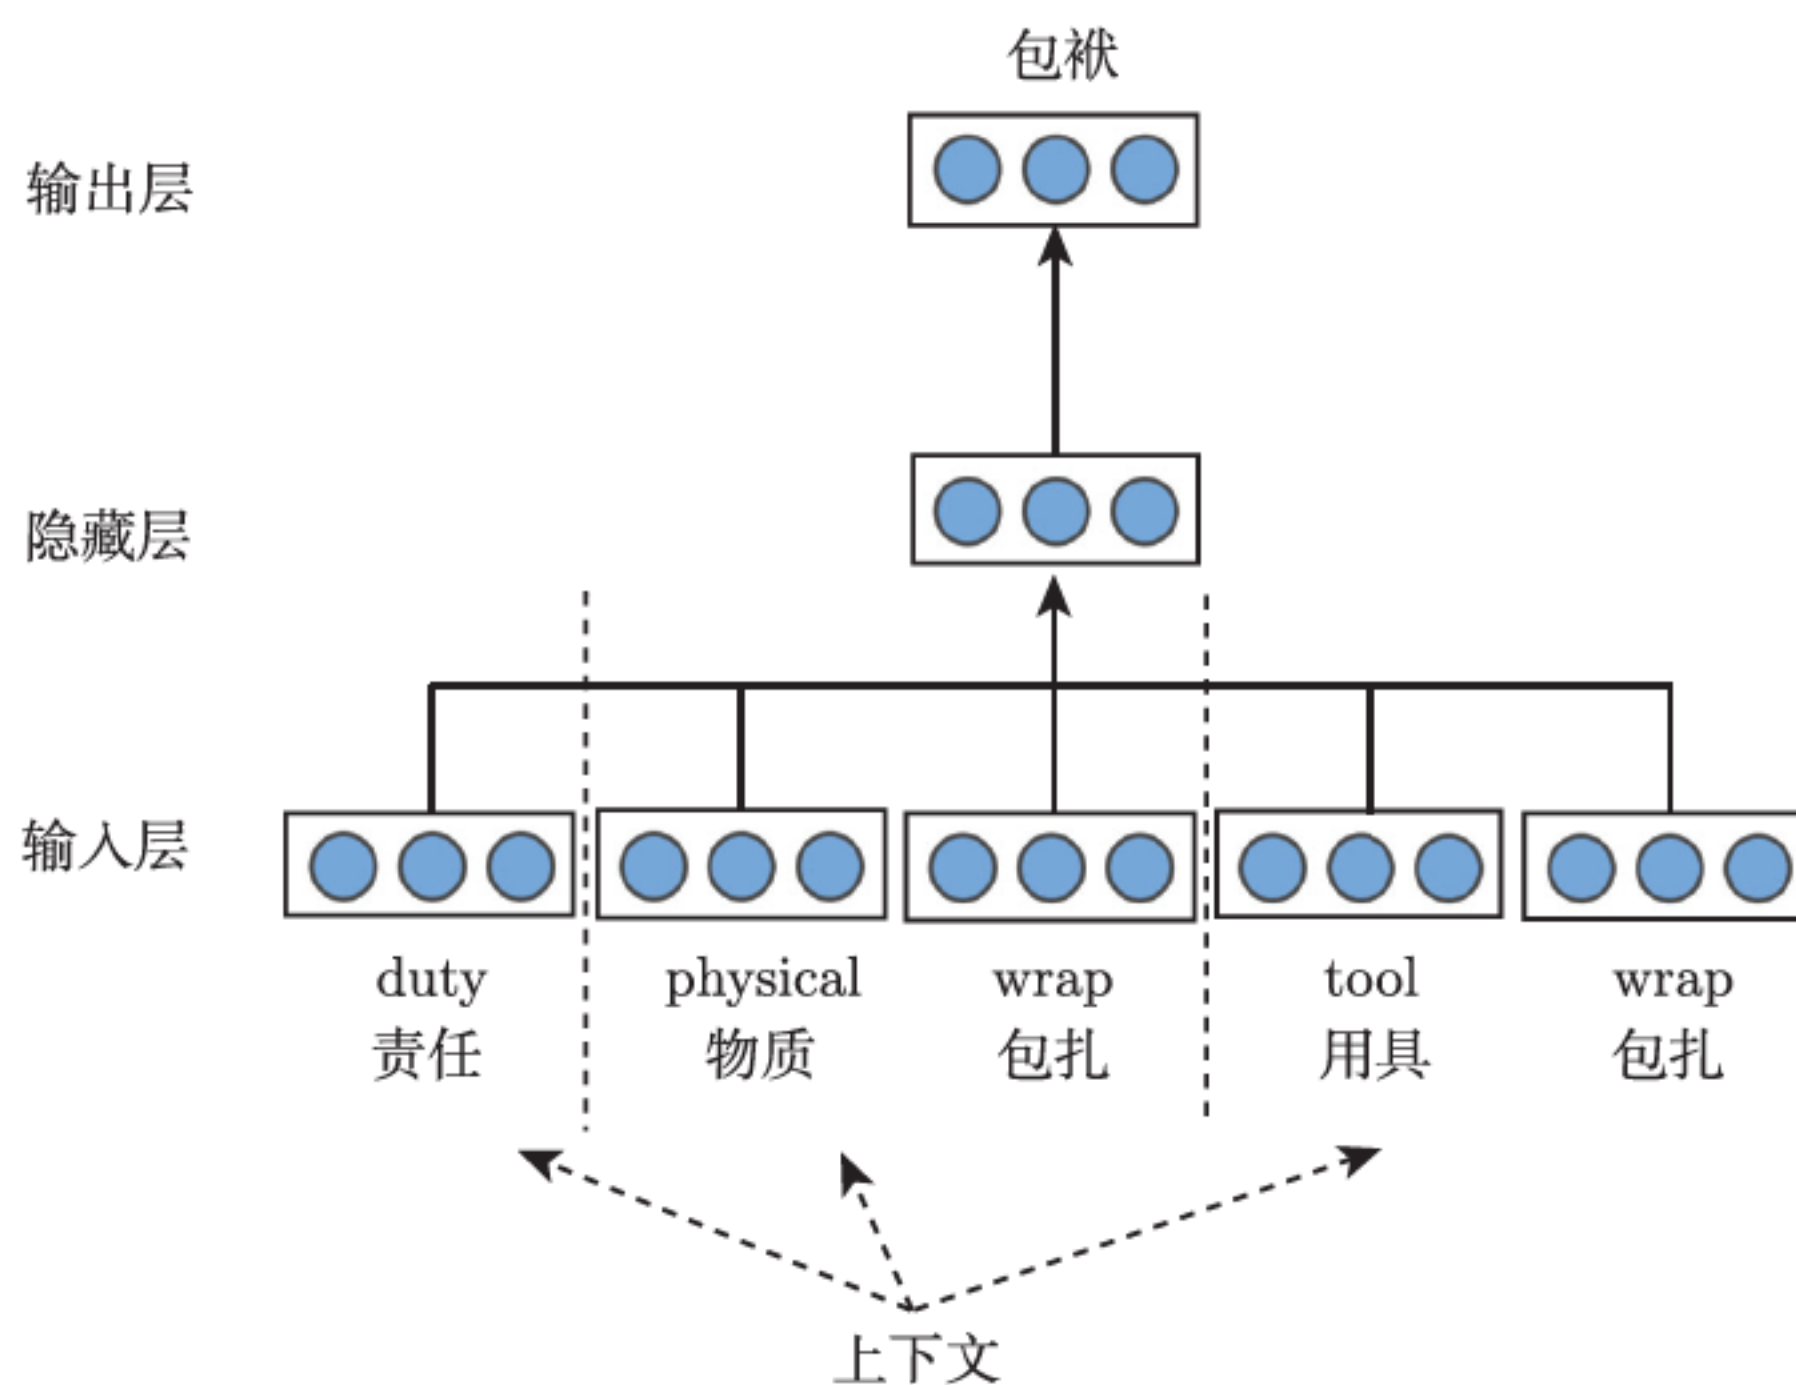 包袱
输出层
隐藏层
输入层
duty physical wrap tool wrap
责任 物质 包扎 用具 包扎
上下文